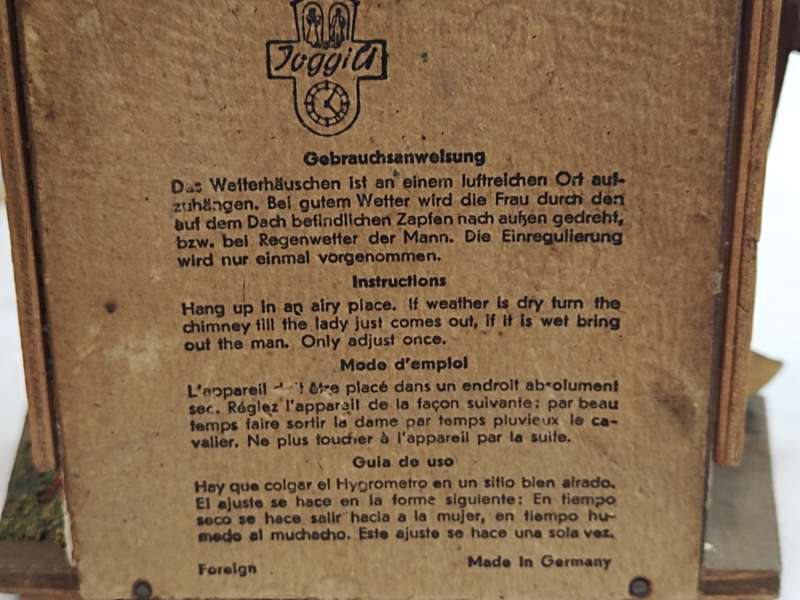 Joggili
Gebrauchsanweisung
Das Wetterhäuschen ist an einem luftreichen Ort auf-
zuhängen. Bei gutem Wetter wird die Frau durch den
auf dem Dach befindlichen Zapfen nach außen gedreht,
bzw. bei Regenwetter der Mann. Die Einregulierung
wird nur einmal vorgenommen.
Instructions
Hang up in an airy place. If weather is dry turn the
chimney till the lady just comes out, if it is wet bring
out the man. Only adjust once.
Mode d'emploi
L'appareil doit être placé dans un endroit absolument
sec. Réglez l'appareil de la façon suivante: par beau
temps faire sortir la dame par temps pluvieux le ca-
valier. Ne plus toucher à l'appareil par la suite.
Guia de uso
Hay que colgar el Hygrometro en un sitio bien airado.
El ajuste se hace en la forma siguiente: En tiempo
seco se hace salir hacia a la mujer, en tiempo hu-
medo al muchacho. Este ajuste se hace una sola vez.
Foreign
Made in Germany